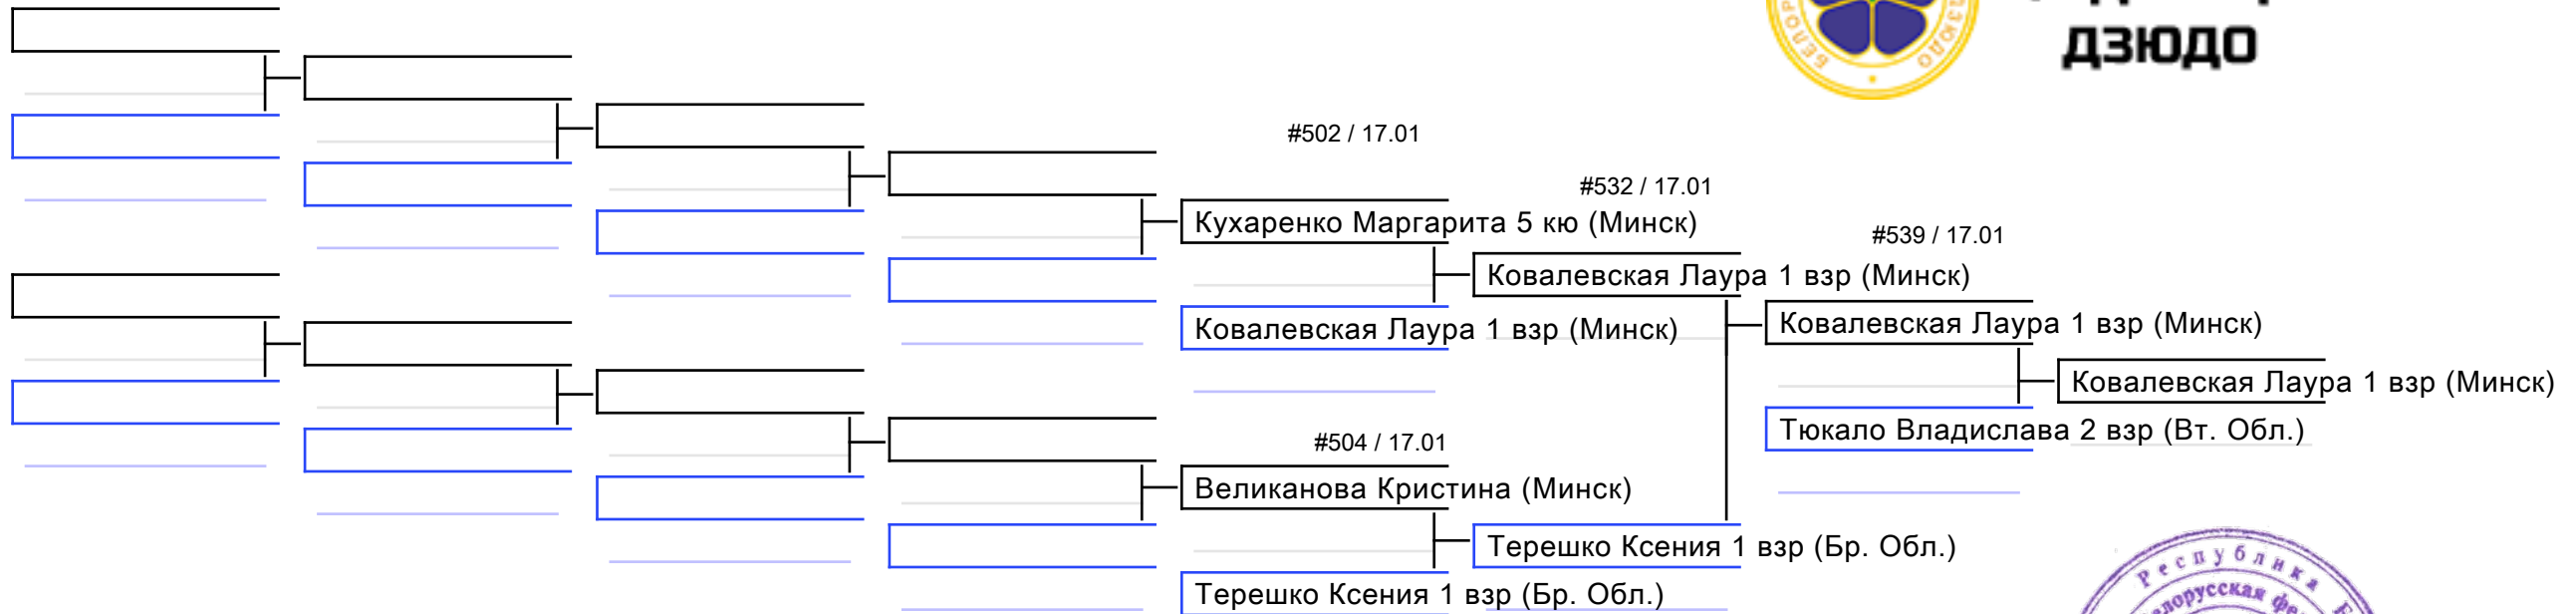 ДЗЮДО
#502 / 17.01
#532 / 17.01
Кухаренко Маргарита 5 кю (Минск)
#539 / 17.01
Ковалевская Лаура 1 взр (Минск)
Ковалевская Лаура 1 взр (Минск)
Ковалевская Лаура 1 взр (Минск)
Ковалевская Лаура 1 взр (Минск)
Тюкало Владислава 2 взр (Вт. Обл.)
#504 / 17.01
Великанова Кристина (Минск)
Терешко Ксения 1 взр (Бр. Обл.)
Терешко Ксения 1 взр (Бр. Обл.)
Республика